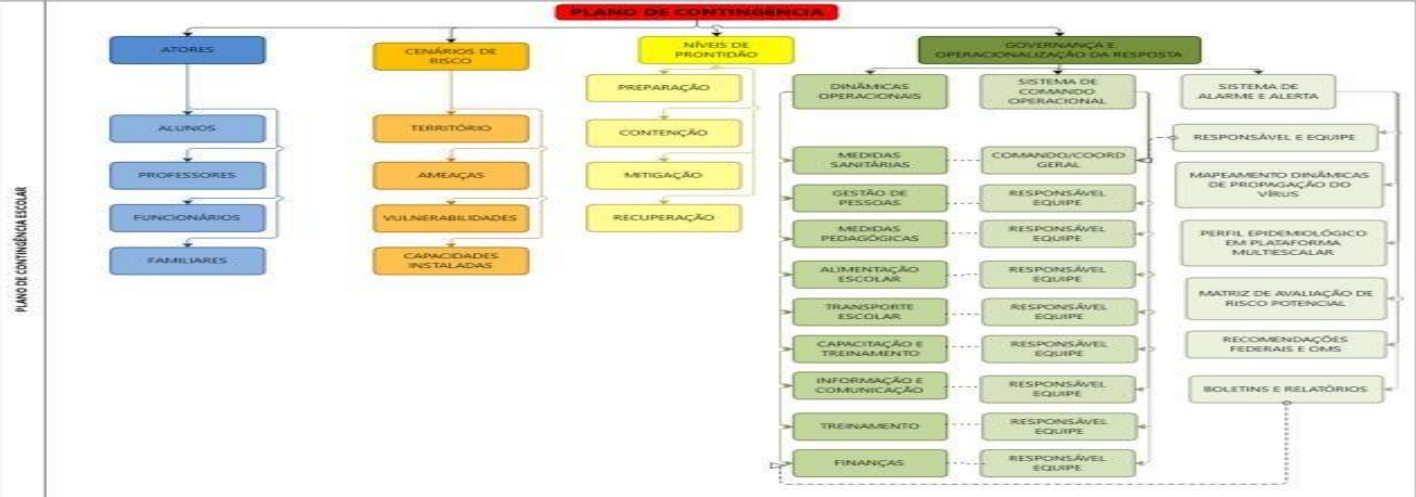 PLANO DE CONTINGÊNCIA
PLANO DE CONTINGÊNCIA ESCOLAR
ATORES
ALUNOS
PROFESSORES
FUNCIONÁRIOS
FAMILIARES
CENÁRIOS DE
RISCO
TERRITÓRIO
AMEAÇAS
VULNERABILIDADES
CAPACIDADES
INSTALADAS
NÍVEIS DE
PRONTIDÃO
PREPARAÇÃO
CONTENÇÃO
MITIGAÇÃO
RECUPERAÇÃO
GOVERNANÇA E
OPERACIONALIZAÇÃO DA RESPOSTA
DINÂMICAS
OPERACIONAIS
MEDIDAS
SANITÁRIAS
GESTÃO DE
PESSOAS
MEDIDAS
PEDAGÓGICAS
ALIMENTAÇÃO
ESCOLAR
TRANSPORTE
ESCOLAR
CAPACITAÇÃO E
TREINAMENTO
INFORMAÇÃO E
COMUNICAÇÃO
TREINAMENTO
FINANÇAS
SISTEMA DE
COMANDO
OPERACIONAL
COMANDO/COORD
GERAL
RESPONSÁVEL
EQUIPE
RESPONSÁVEL
EQUIPE
RESPONSÁVEL
EQUIPE
RESPONSÁVEL
EQUIPE
RESPONSÁVEL
EQUIPE
RESPONSÁVEL
EQUIPE
RESPONSÁVEL
EQUIPE
RESPONSÁVEL
EQUIPE
SISTEMA DE
ALARME E ALERTA
RESPONSÁVEL E EQUIPE
MAPEAMENTO DINÂMICAS
DE PROPAGAÇÃO DO
VÍRUS
PERFIL EPIDEMIOLÓGICO
EM PLATAFORMA
MULTIESCALAR
MATRIZ DE AVALIAÇÃO DE
RISCO POTENCIAL
RECOMENDAÇÕES
FEDERAIS E OMS
BOLETINS E RELATÓRIOS